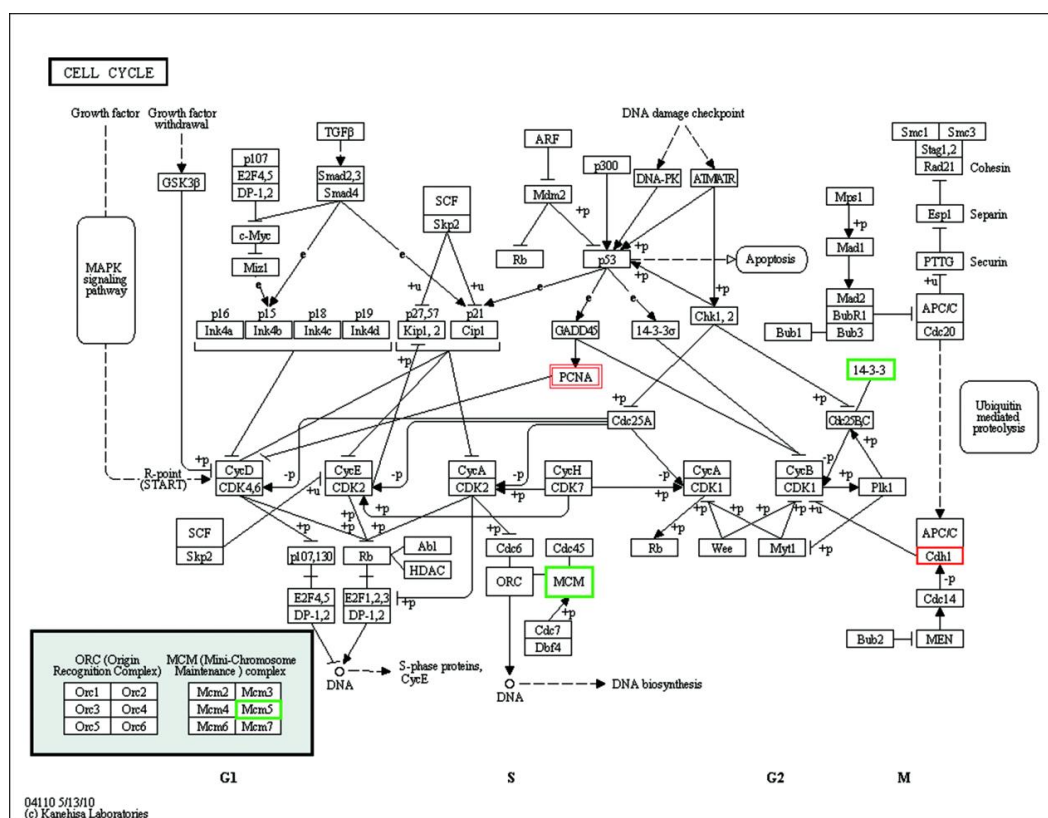 CELL CYCLE
Growth factor
Growth factor
withdrawal
GSK3β
MAPK
signaling
pathway
p107
E2F4,5
DP-1,2
c-Myc
Miz1
TGFβ
Smad2,3
Smad4
SCF
Skp2
ARF
Mdm2
Rb
p300
DNA damage checkpoint
DNA-PK
ATM/ATR
p53
Apoptosis
Mps1
+p
Mad1
Mad2
BubR1
Bub3
Bub1
Smc1 Smc3
Stag1,2
Rad21
Cohesin
Esp1
Separin
PTTG
Securin
+u
APC/C
Cdc20
e
e
e
e
e
e
+u
+u
+p
+p
+p
p16
Ink4a
p15
Ink4b
p18
Ink4c
p19
Ink4d
p27,57
Kip1, 2
p21
Cip1
GADD45
14-3-3σ
Chk1, 2
PCNA
14-3-3
Ubiquitin
mediated
proteolysis
+p
+p
+p
Cdc25A
Cdc25B,C
R-point
(START)
+p
CycD
CDK4,6
-p
CycE
CDK2
-p
+u
CycA
CDK2
-p
+p
CycH
CDK7
-p
+p
CycA
CDK1
CycB
CDK1
-p
+p
+p
+p
+u
Plk1
SCF
Skp2
+p
+p
+p
+p
p107,130
Rb
Abl
HDAC
+p
Cdc6
ORC
Cdc45
MCM
+p
Cdc7
Dbf4
+p
Rb
+p
Wee
+p
Myt1
+p
APC/C
Cdh1
-p
Cdc14
Bub2
MEN
E2F4,5
DP-1,2
E2F1,2,3
DP-1,2
+p
DNA
S-phase proteins,
CycE
DNA
DNA biosynthesis
ORC (Origin
Recognition Complex)
Orc1 Orc2
Orc3 Orc4
Orc5 Orc6
MCM (Mini-Chromosome
Maintenance ) complex
Mcm2 Mcm3
Mcm4 Mcm5
Mcm6 Mcm7
G1 S G2 M
04110 5/13/10
(c) Kanehisa Laboratories